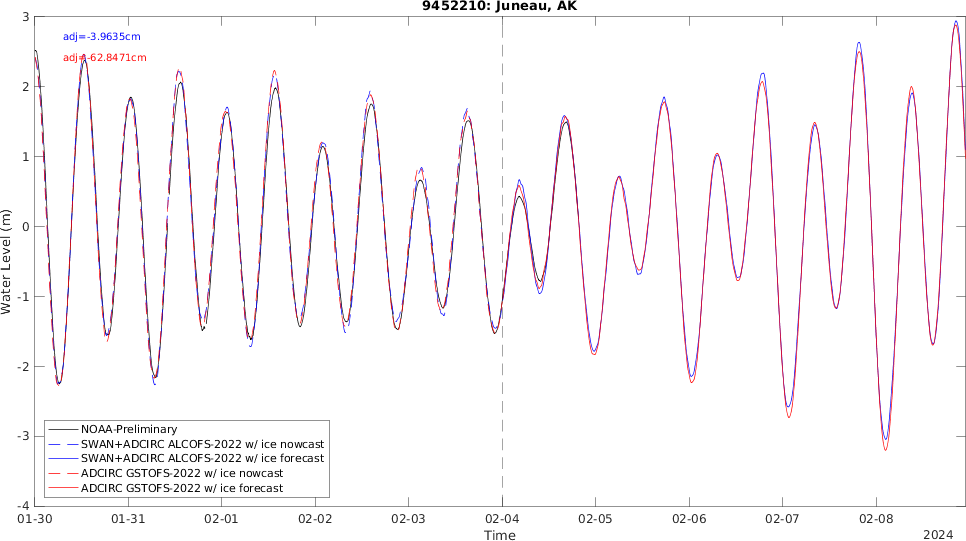 9452210: Juneau, AK
adj=-3.9635cm
adj=-62.8471cm
Water Level (m)
3
2
1
0
-1
-2
-3
-4
NOAA-Preliminary
SWAN+ADCIRC ALCOFS-2022 w/ ice nowcast
SWAN+ADCIRC ALCOFS-2022 w/ ice forecast
ADCIRC GSTOFS-2022 w/ ice nowcast
ADCIRC GSTOFS-2022 w/ ice forecast
01-30 01-31 02-01 02-02 02-03 02-04 02-05 02-06 02-07 02-08
Time
2024